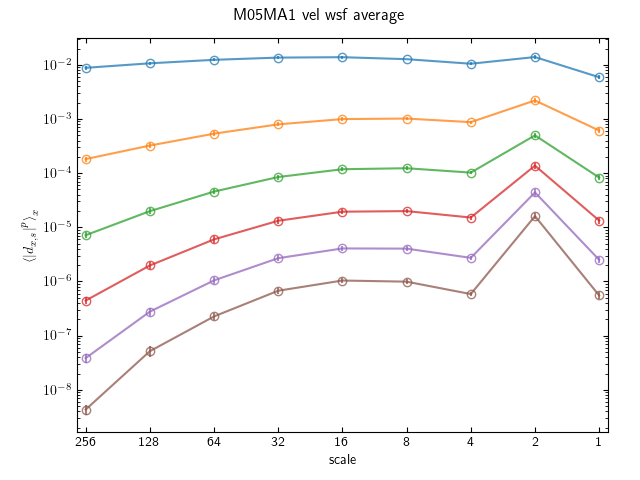 M05MA1 vel wsf average
10⁻²
10⁻³
10⁻⁴
10⁻⁵
10⁻⁶
10⁻⁷
10⁻⁸
⟨|d_{x,s}|^p⟩_x
256 128 64 32 16 8 4 2 1
scale